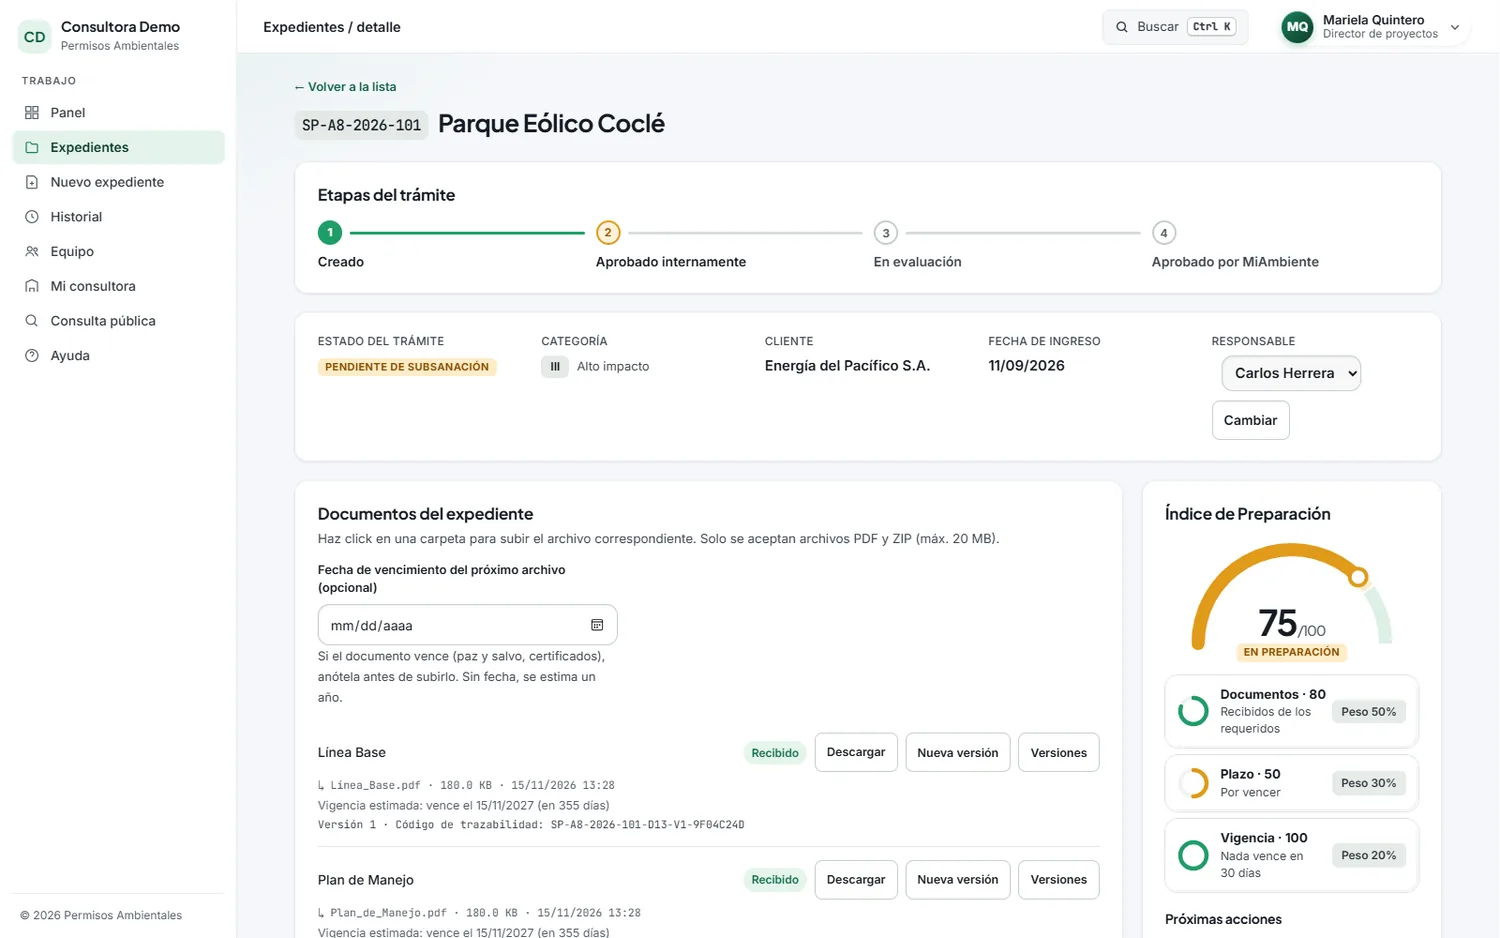 CD
Consultora Demo
Permisos Ambientales
TRABAJO
Panel
Expedientes
Nuevo expediente
Historial
Equipo
Mi consultora
Consulta pública
Ayuda
© 2026 Permisos Ambientales
Expedientes / detalle
Buscar Ctrl K
MQ
Mariela Quintero
Director de proyectos
← Volver a la lista
SP-A8-2026-101 Parque Eólico Coclé
Etapas del trámite
1 2 3 4
Creado Aprobado internamente En evaluación Aprobado por MiAmbiente
ESTADO DEL TRÁMITE
PENDIENTE DE SUBSANACIÓN
CATEGORÍA
III Alto impacto
CLIENTE
Energía del Pacífico S.A.
FECHA DE INGRESO
11/09/2026
RESPONSABLE
Carlos Herrera
Cambiar
Documentos del expediente
Haz click en una carpeta para subir el archivo correspondiente. Solo se aceptan archivos PDF y ZIP (máx. 20 MB).
Fecha de vencimiento del próximo archivo
(opcional)
mm/dd/aaaa
Si el documento vence (paz y salvo, certificados),
anótela antes de subirlo. Sin fecha, se estima un
año.
Línea Base Recibido Descargar Nueva versión Versiones
↳ Línea_Base.pdf · 180.0 KB · 15/11/2026 13:28
Vigencia estimada: vence el 15/11/2027 (en 355 días)
Versión 1 · Código de trazabilidad: SP-A8-2026-101-D13-V1-9F04C24D
Plan de Manejo Recibido Descargar Nueva versión Versiones
↳ Plan_de_Manejo.pdf · 180.0 KB · 15/11/2026 13:28
Vigencia estimada: vence el 15/11/2027 (en 355 días)
Índice de Preparación
75/100
EN PREPARACIÓN
Documentos · 80
Recibidos de los
requeridos
Peso 50%
Plazo · 50
Por vencer
Peso 30%
Vigencia · 100
Nada vence en
30 días
Peso 20%
Próximas acciones